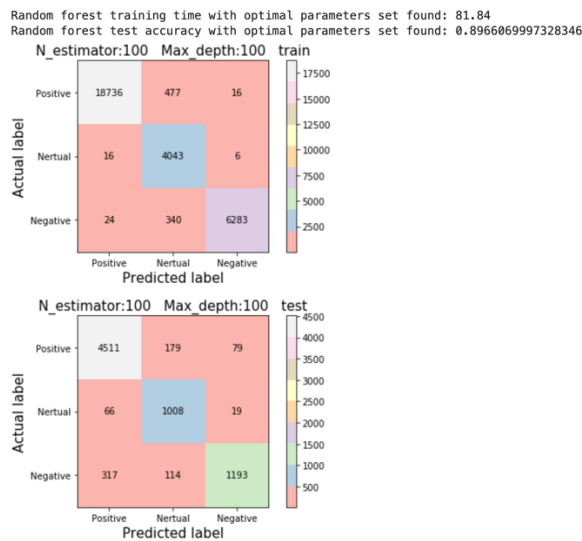 Random forest training time with optimal parameters set found: 81.84
Random forest test accuracy with optimal parameters set found: 0.8966069997328346
N_estimator:100 Max_depth:100 train
Actual label
Positive 18736 477 16
Nertual 16 4043 6
Negative 24 340 6283
Positive Nertual Negative
Predicted label
17500
15000
12500
10000
7500
5000
2500
N_estimator:100 Max_depth:100 test
Actual label
Positive 4511 179 79
Nertual 66 1008 19
Negative 317 114 1193
Positive Nertual Negative
Predicted label
4500
4000
3500
3000
2500
2000
1500
1000
500